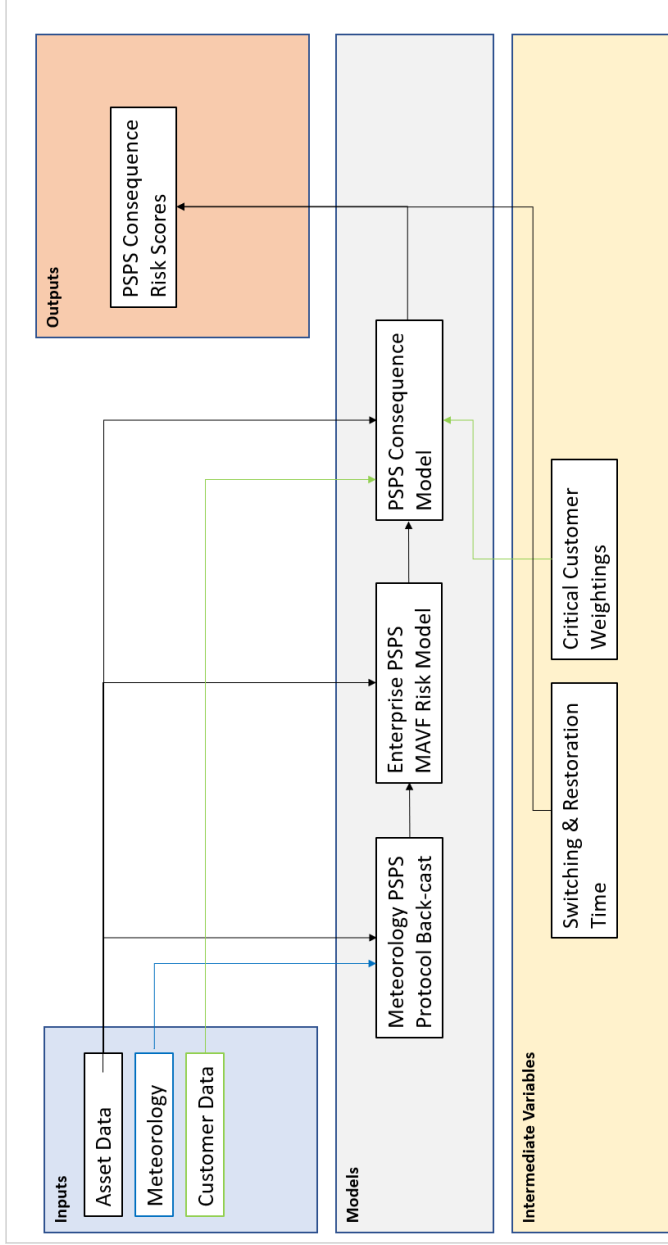 Inputs
Asset Data
Meteorology
Customer Data
Outputs
PSPS Consequence
Risk Scores
Models
Meteorology PSPS
Protocol Back-cast
Enterprise PSPS
MAVF Risk Model
PSPS Consequence
Model
Intermediate Variables
Switching & Restoration
Time
Critical Customer
Weightings